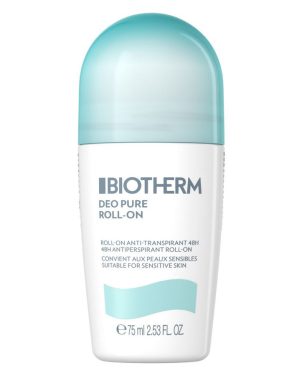 BIOTHERM
DEO PURE
ROLL-ON
ROLL-ON ANTI-TRANSPIRANT 48H
48H ANTIPERSPIRANT ROLL-ON
CONVIENT AUX PEAUX SENSIBLES
SUITABLE FOR SENSITIVE SKIN.
℮ 75 ml 2.53 FL. OZ